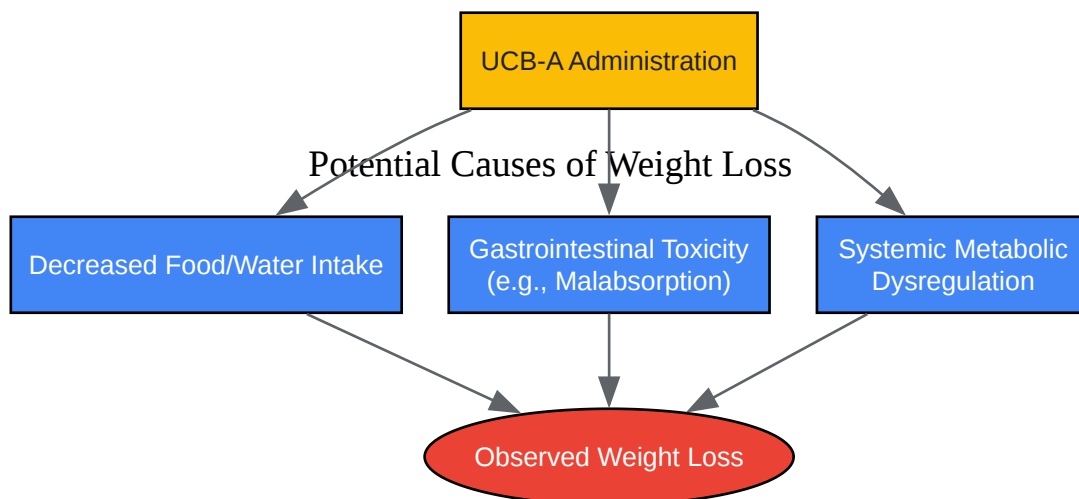 UCB-A Administration
Potential Causes of Weight Loss
Decreased Food/Water Intake
Gastrointestinal Toxicity
(e.g., Malabsorption)
Systemic Metabolic
Dysregulation
Observed Weight Loss